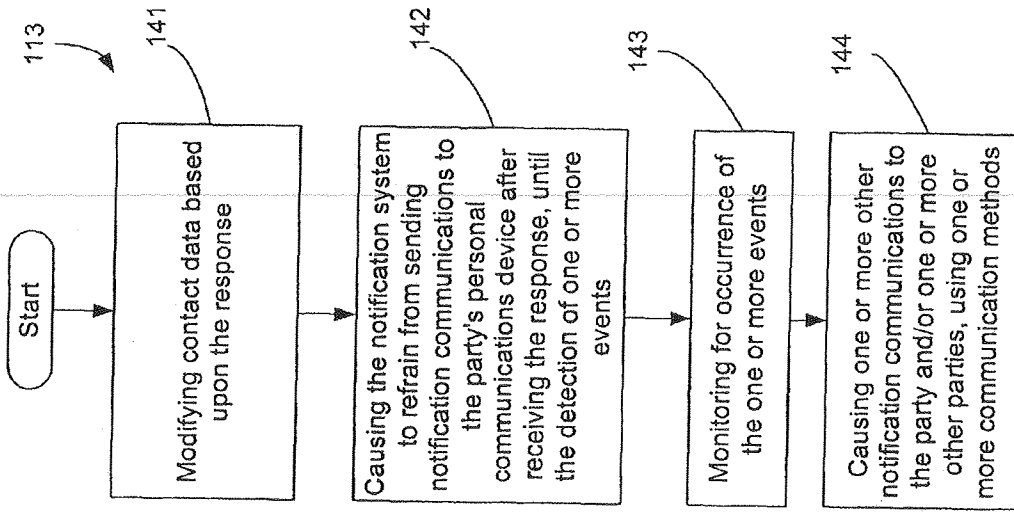 Start
113
Modifying contact data based
upon the response
141
Causing the notification system
to refrain from sending
notification communications to
the party's personal
communications device after
receiving the response, until
the detection of one or more
events
142
Monitoring for occurrence of
the one or more events
143
Causing one or more other
notification communications to
the party and/or one or more
other parties, using one or
more communication methods
144